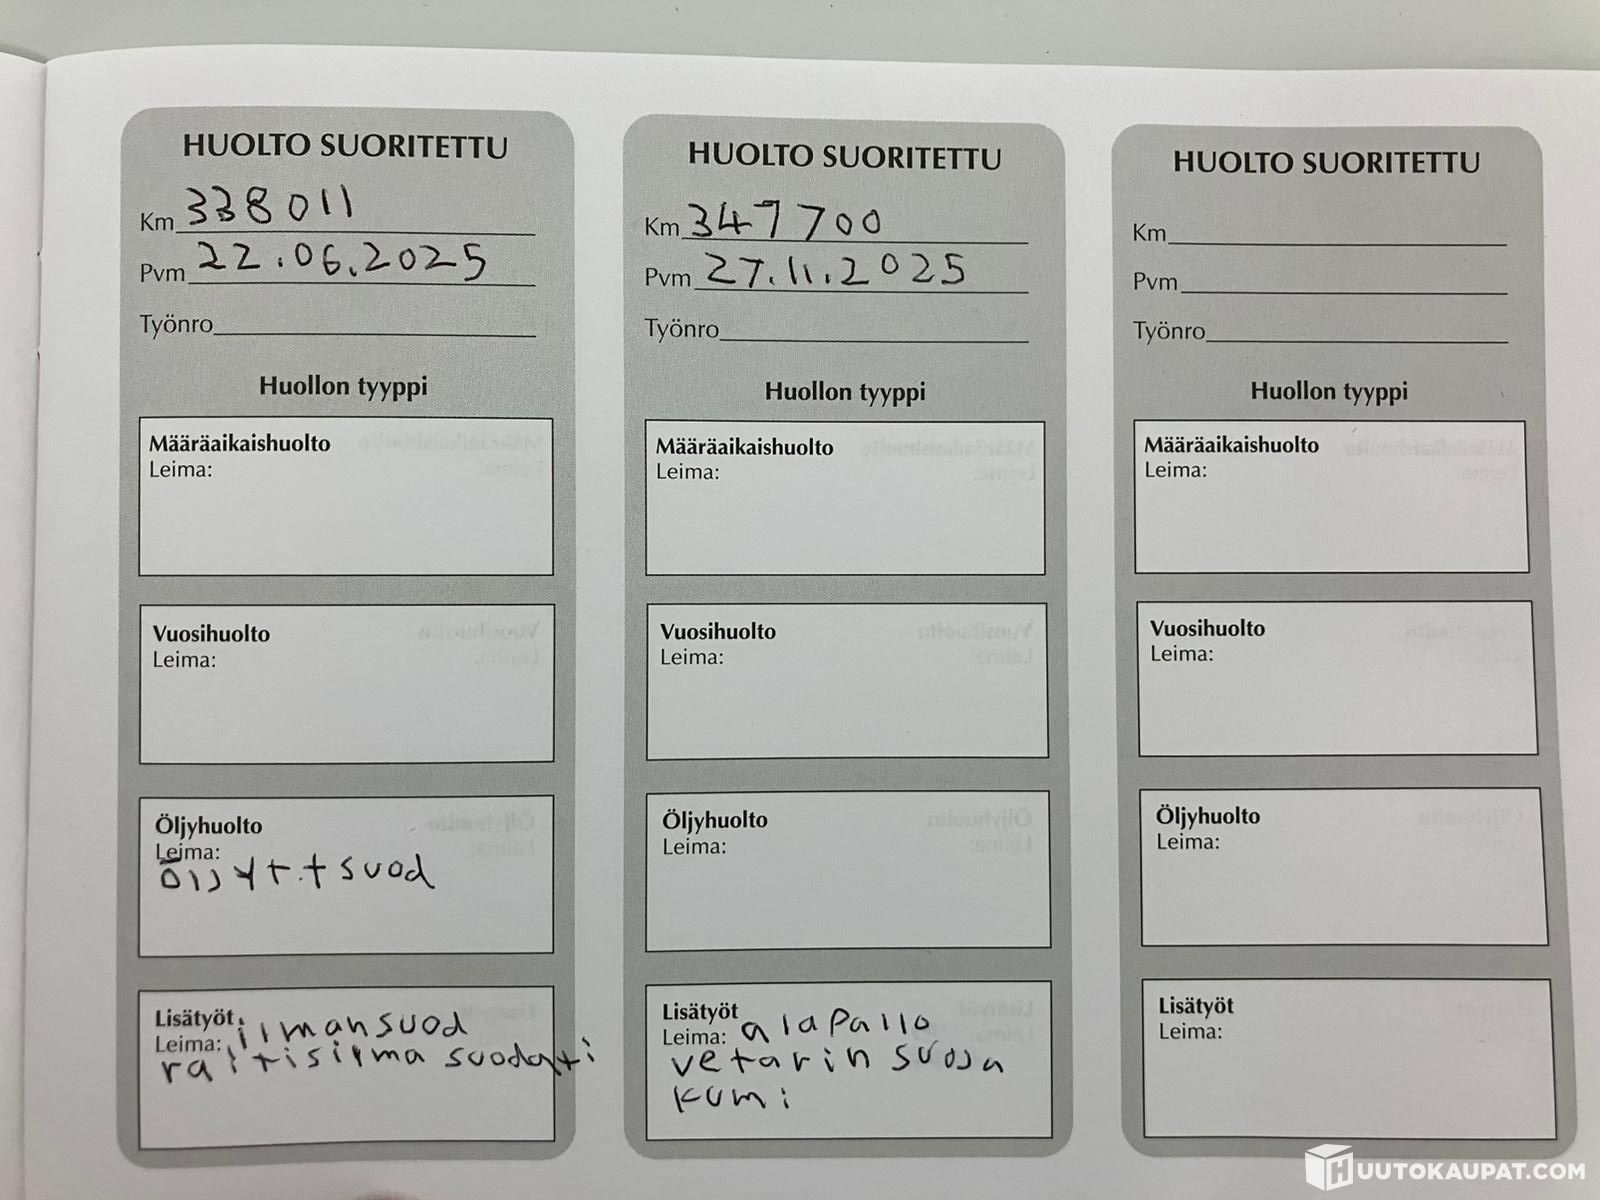 HUOLTO SUORITETTU
Km 338 011
Pvm 22.06.2025
Työnro
Huollon tyyppi
Määräaikaishuolto
Leima:
Vuosihuolto
Leima:
Öljyhuolto
Leima:
öljyt + suod
Lisätyöt
Leima: ilmansuod
raitisilma suodati
HUOLTO SUORITETTU
Km 347700
Pvm 27.11.2025
Työnro
Huollon tyyppi
Määräaikaishuolto
Leima:
Vuosihuolto
Leima:
Öljyhuolto
Leima:
Lisätyöt
Leima: alapallo
vetarin suoja
kumi
HUOLTO SUORITETTU
Km
Pvm
Työnro
Huollon tyyppi
Määräaikaishuolto
Leima:
Vuosihuolto
Leima:
Öljyhuolto
Leima:
Lisätyöt
Leima:
HUUTOKAUPAT.COM